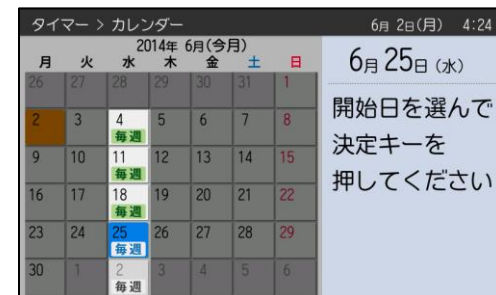 タイマー > カレンダー 6月 2日(月) 4:24
2014年 6月(今月)
月 火 水 木 金 土 日
26 27 28 29 30 31 1
2 3 4 5 6 7 8
毎週
9 10 11 12 13 14 15
毎週
16 17 18 19 20 21 22
毎週
23 24 25 26 27 28 29
毎週
30 1 2 3 4 5 6
毎週
6月 25日 (水)
開始日を選んで
決定キーを
押してください